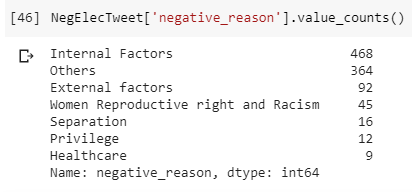 [46] NegElecTweet['negative_reason'].value_counts()
Internal Factors 468
Others 364
External factors 92
Women Reproductive right and Racism 45
Separation 16
Privilege 12
Healthcare 9
Name: negative_reason, dtype: int64